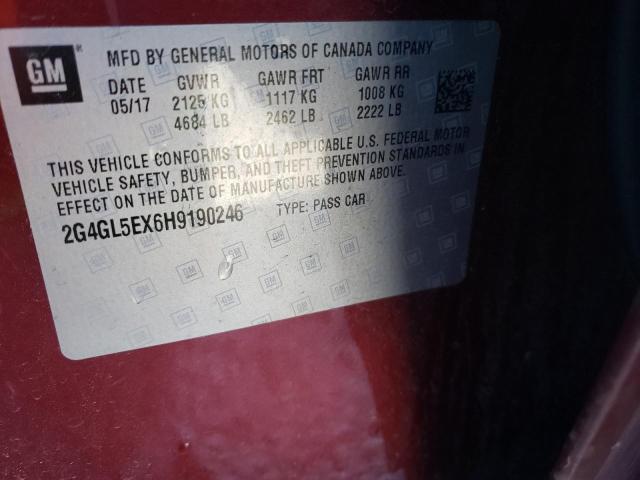 GM
MFD BY GENERAL MOTORS OF CANADA COMPANY
DATE GVWR GAWR FRT GAWR RR
05/17 2125 KG 1117 KG 1008 KG
4684 LB 2462 LB 2222 LB
THIS VEHICLE CONFORMS TO ALL APPLICABLE U.S. FEDERAL MOTOR
VEHICLE SAFETY, BUMPER, AND THEFT PREVENTION STANDARDS IN
EFFECT ON THE DATE OF MANUFACTURE SHOWN ABOVE.
2G4GL5EX6H9190246 TYPE: PASS CAR